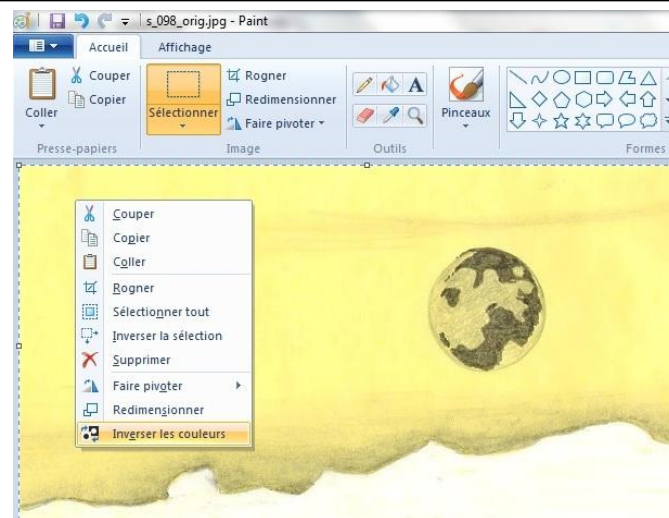 s_098_orig.jpg - Paint
Accueil Affichage
Coller
Couper
Copier
Presse-papiers
Sélectionner
Rogner
Redimensionner
Faire pivoter
Image
A
Outils
Pinceaux
Formes
Couper
Copier
Coller
Rogner
Sélectionner tout
Inverser la sélection
Supprimer
Faire pivoter
Redimensionner
Inverser les couleurs